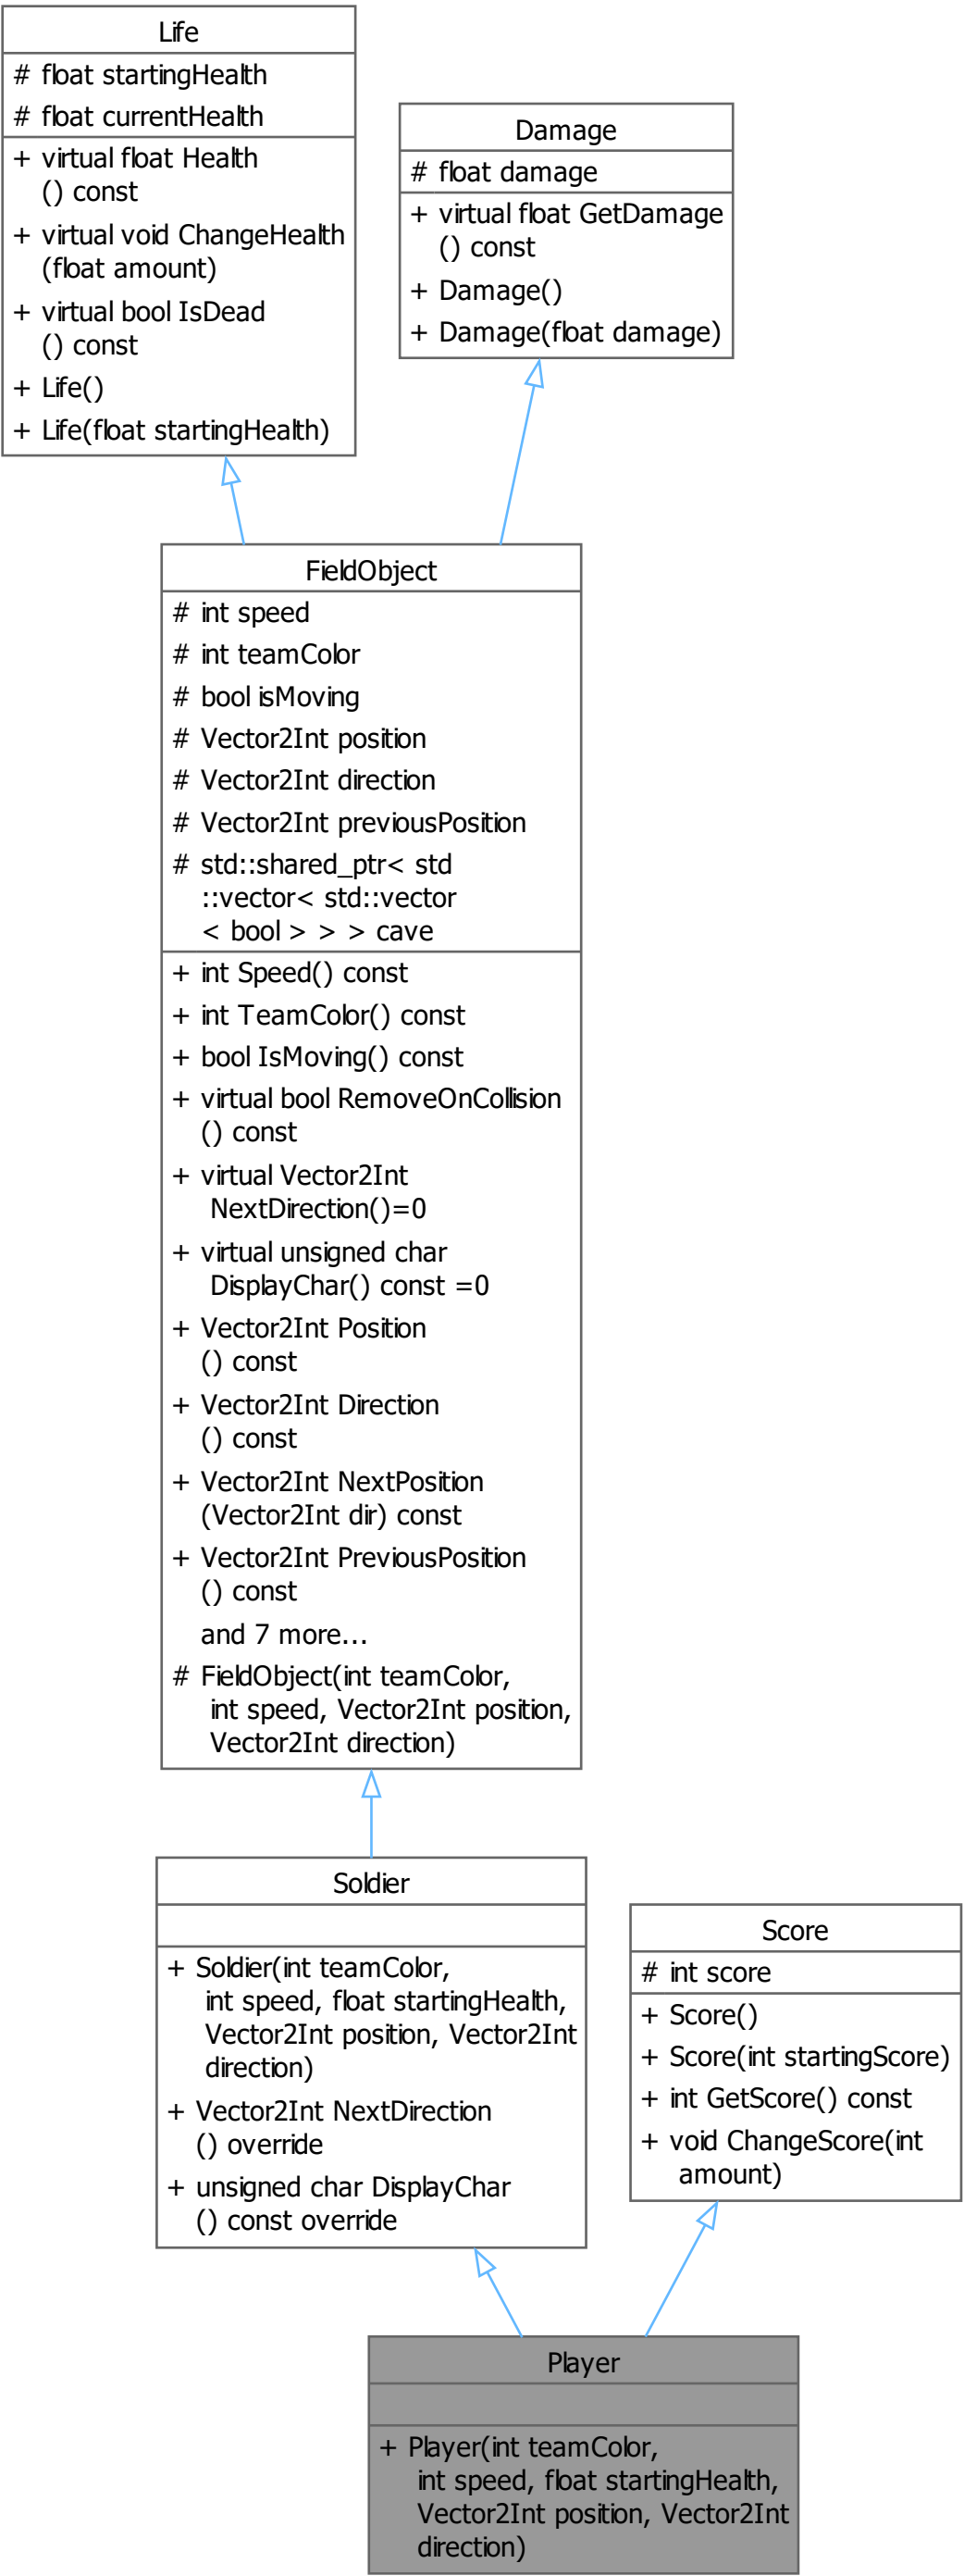 Life
# float startingHealth
# float currentHealth
+ virtual float Health
() const
+ virtual void ChangeHealth
(float amount)
+ virtual bool IsDead
() const
+ Life()
+ Life(float startingHealth)
Damage
# float damage
+ virtual float GetDamage
() const
+ Damage()
+ Damage(float damage)
FieldObject
# int speed
# int teamColor
# bool isMoving
# Vector2Int position
# Vector2Int direction
# Vector2Int previousPosition
# std::shared_ptr< std
::vector< std::vector
< bool > > > cave
+ int Speed() const
+ int TeamColor() const
+ bool IsMoving() const
+ virtual bool RemoveOnCollision
() const
+ virtual Vector2Int
NextDirection()=0
+ virtual unsigned char
DisplayChar() const =0
+ Vector2Int Position
() const
+ Vector2Int Direction
() const
+ Vector2Int NextPosition
(Vector2Int dir) const
+ Vector2Int PreviousPosition
() const
and 7 more...
# FieldObject(int teamColor,
int speed, Vector2Int position,
Vector2Int direction)
Soldier
+ Soldier(int teamColor,
int speed, float startingHealth,
Vector2Int position, Vector2Int
direction)
+ Vector2Int NextDirection
() override
+ unsigned char DisplayChar
() const override
Score
# int score
+ Score()
+ Score(int startingScore)
+ int GetScore() const
+ void ChangeScore(int
amount)
Player
+ Player(int teamColor,
int speed, float startingHealth,
Vector2Int position, Vector2Int
direction)